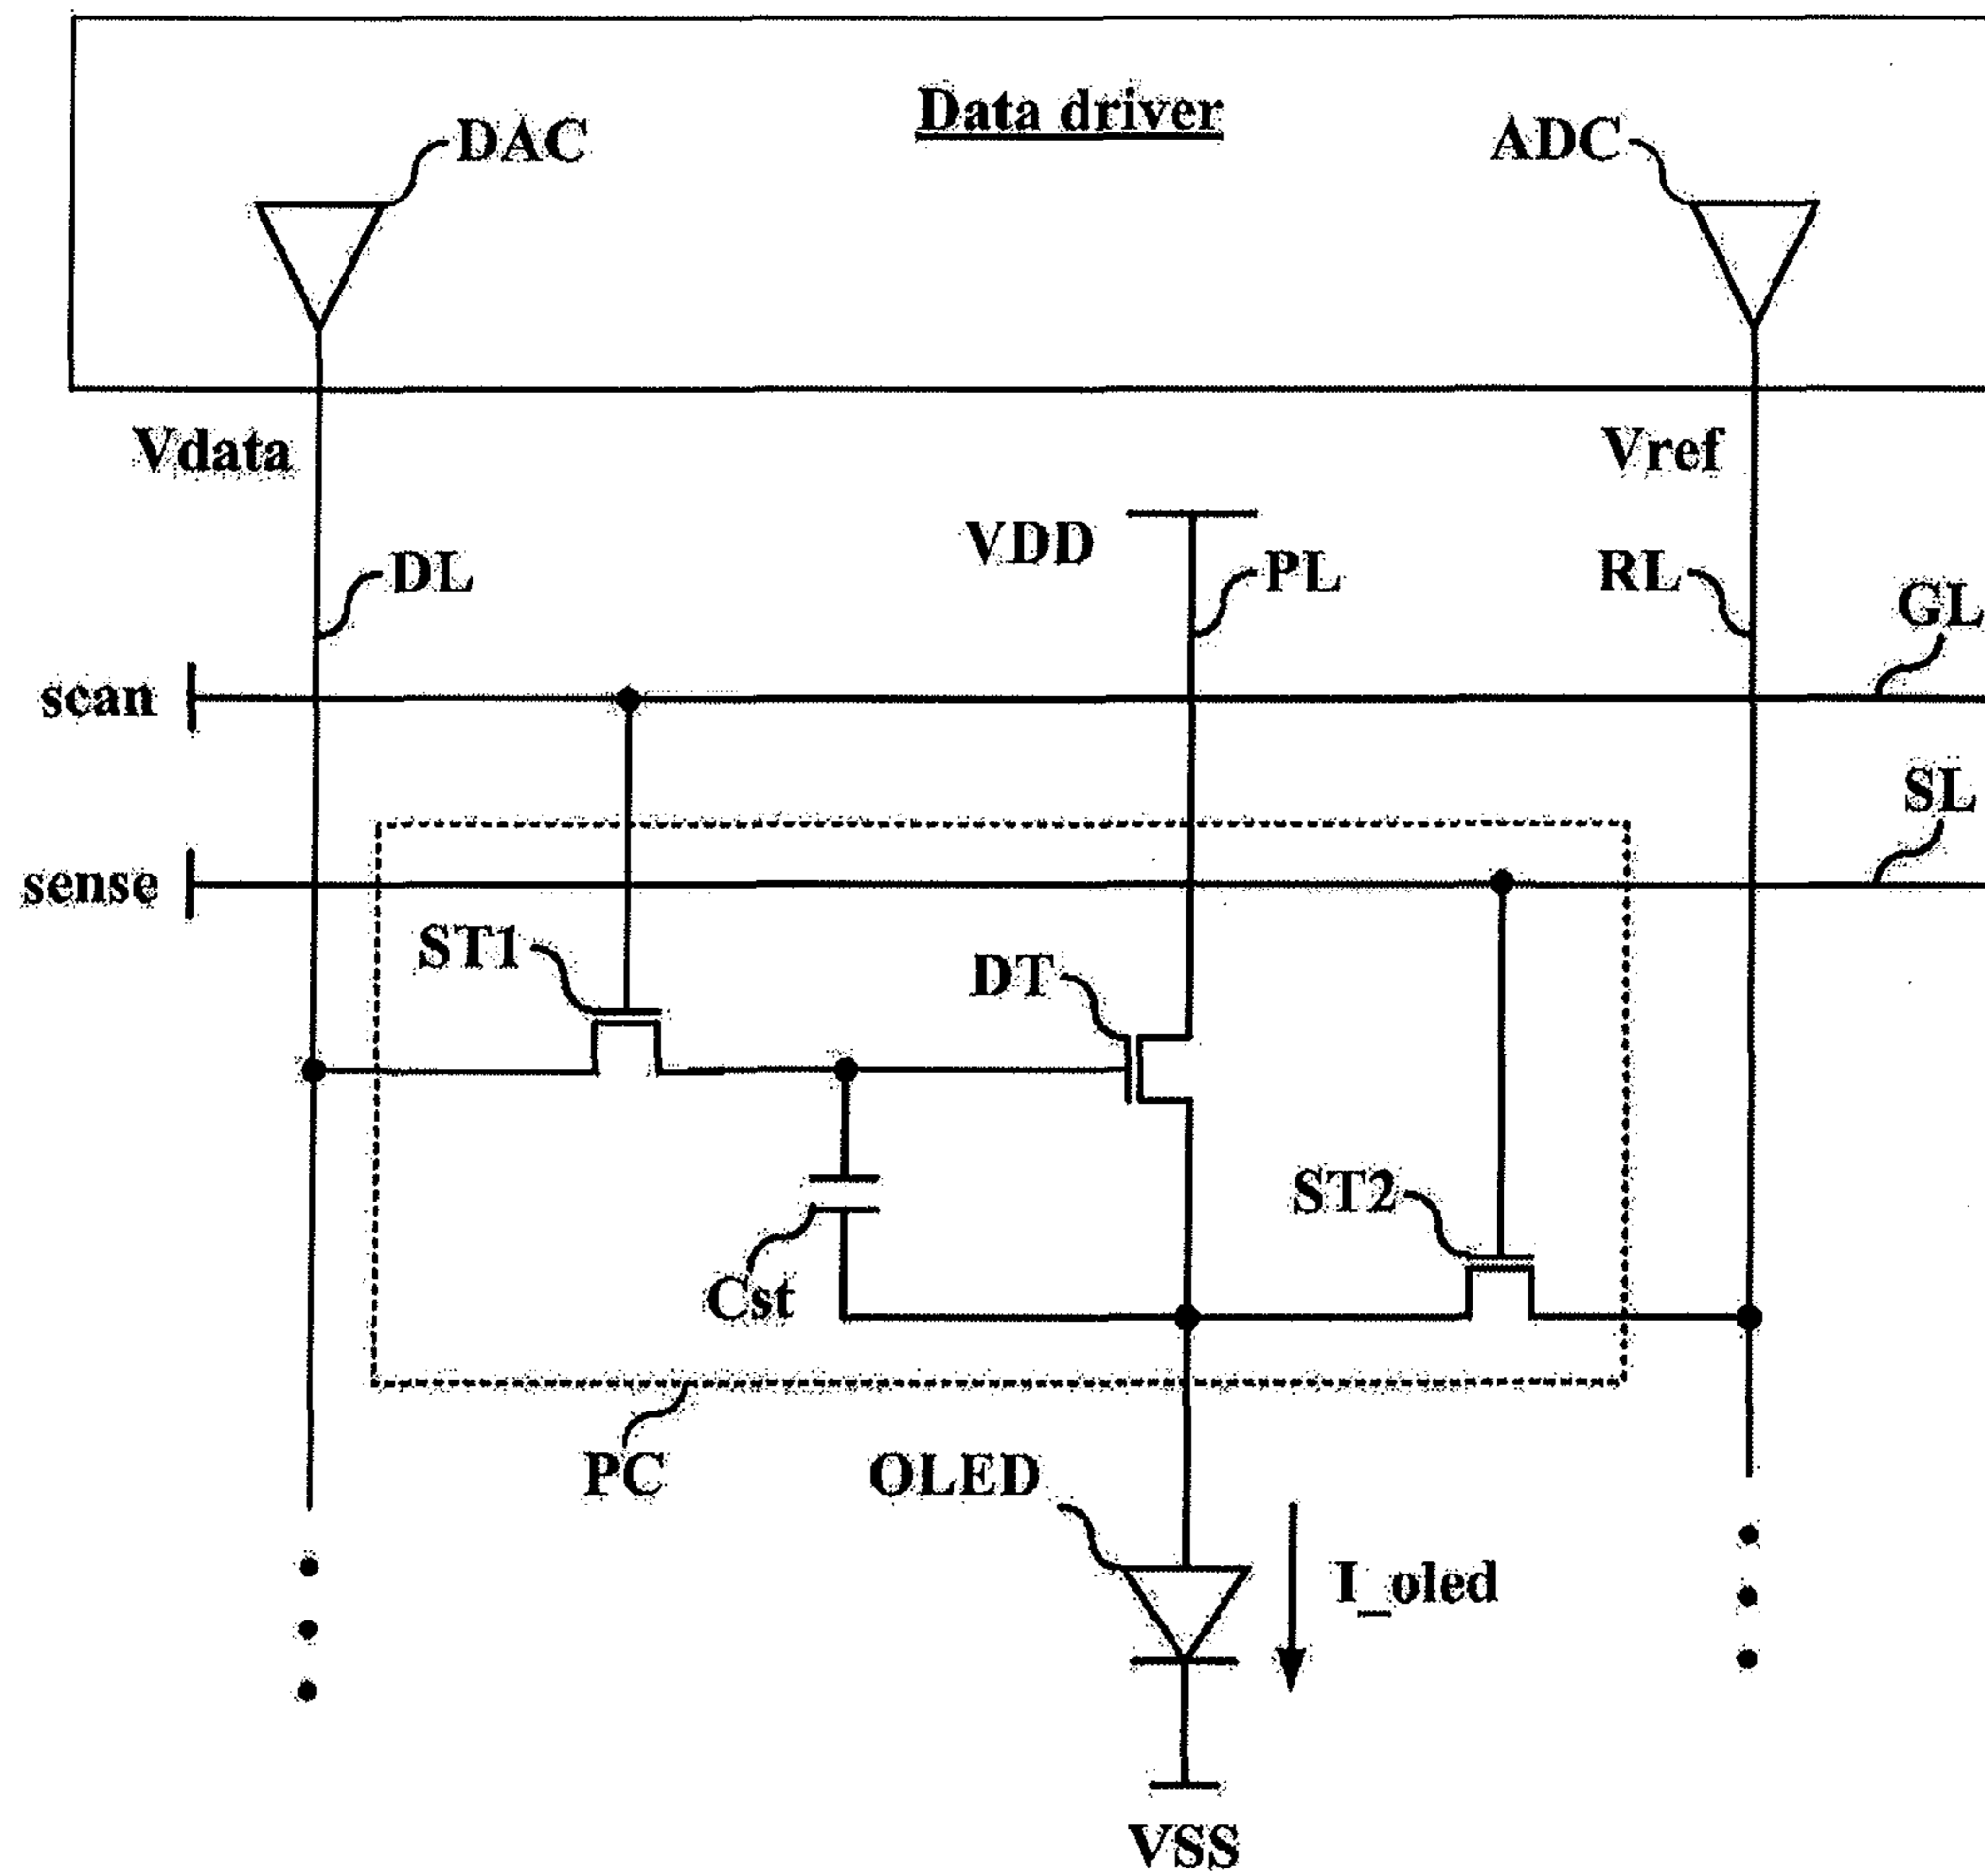 Data driver
DAC
ADC
Vdata
Vref
VDD
DL
PL
RL
GL
scan
SL
sense
ST1
DT
ST2
Cst
PC
OLED
I_oled
VSS